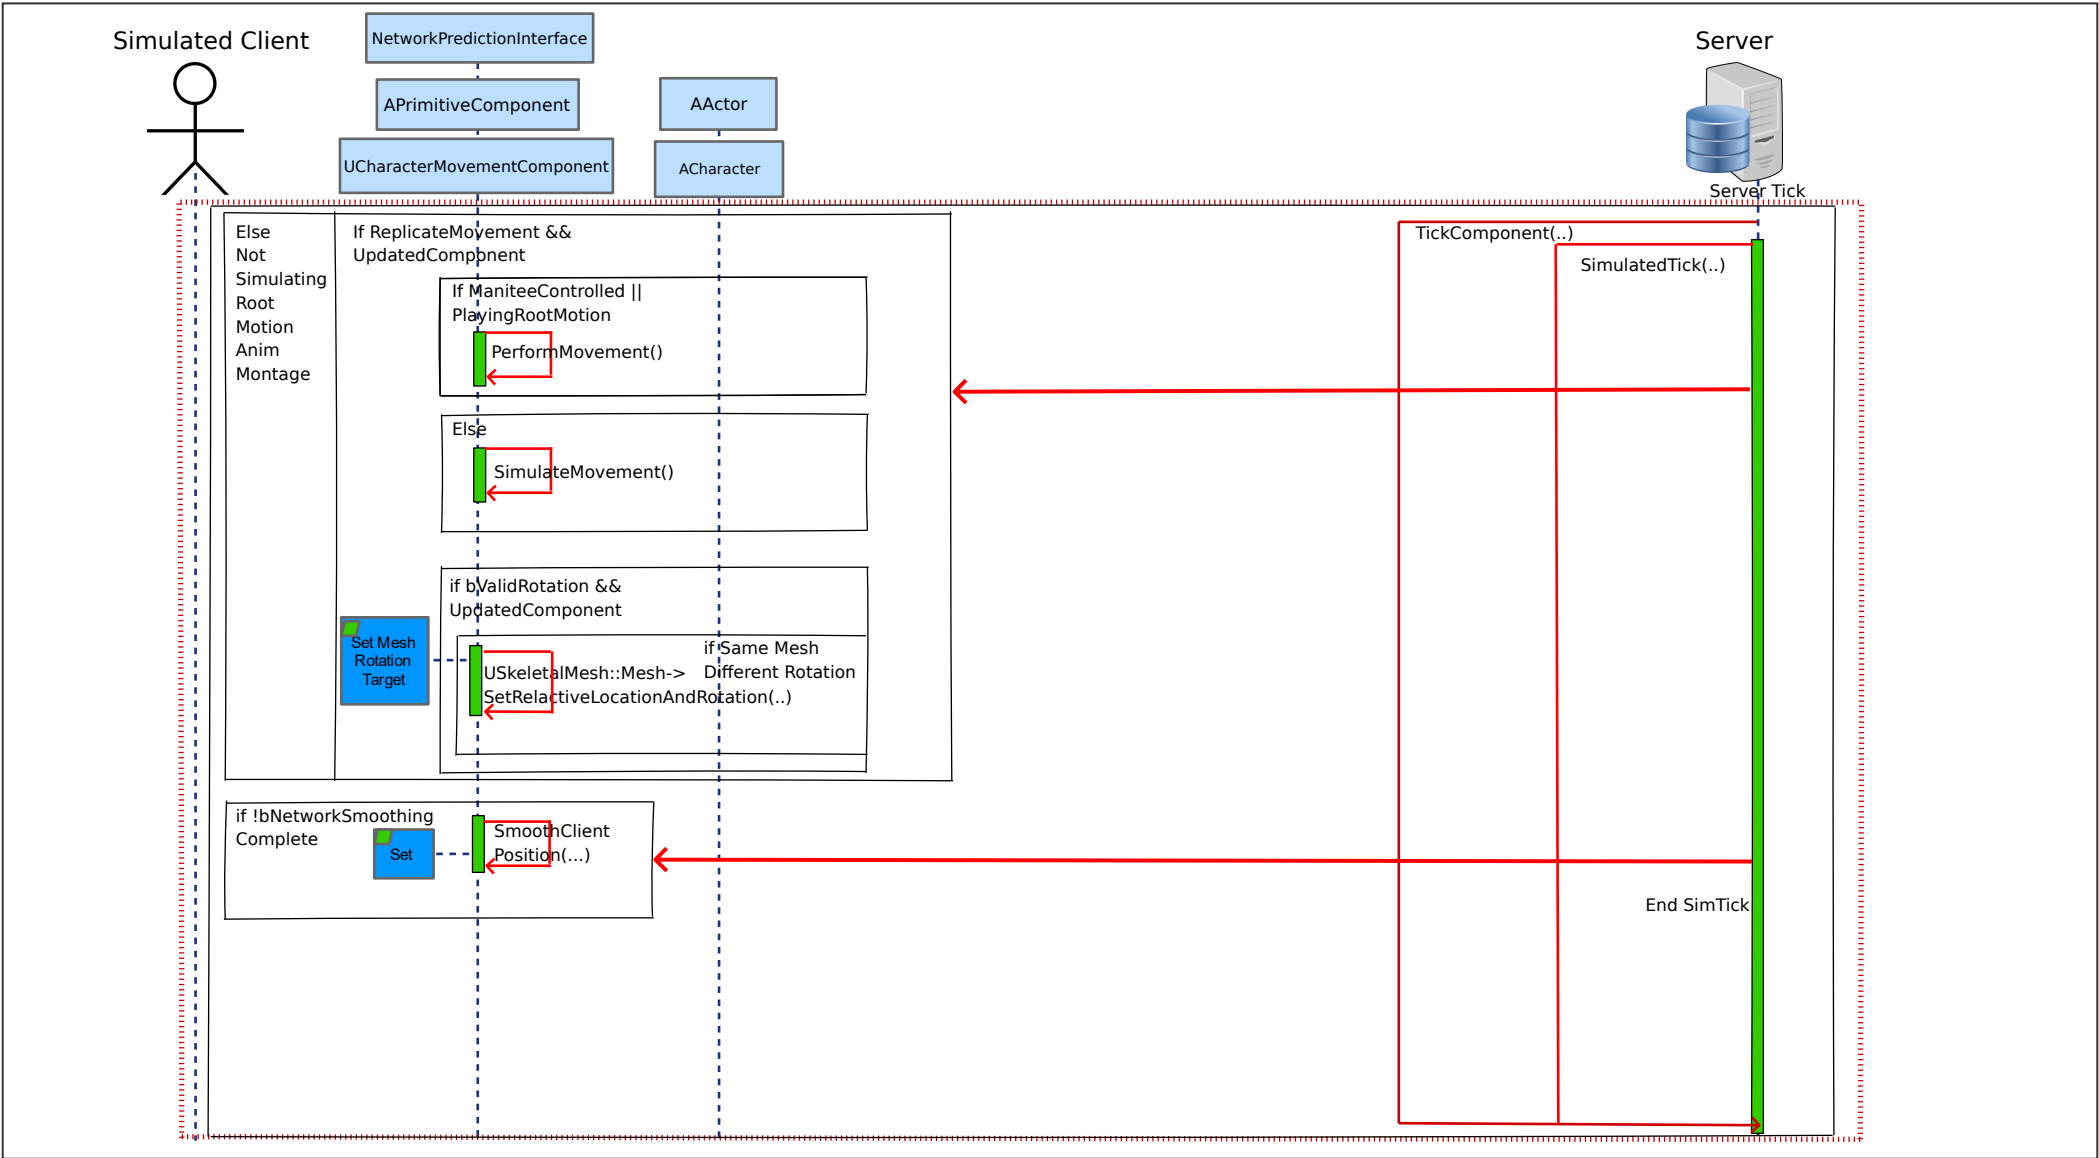 Simulated Client
NetworkPredictionInterface
APrimitiveComponent
UCharacterMovementComponent
AActor
ACharacter
Server
Server Tick
TickComponent(..)
SimulatedTick(..)
Else
Not
Simulating
Root
Motion
Anim
Montage
If ReplicateMovement &&
UpdatedComponent
If ManiteeControlled ||
PlayingRootMotion
PerformMovement()
Else
SimulateMovement()
if bValidRotation &&
UpdatedComponent
Set Mesh
Rotation
Target
if Same Mesh
Different Rotation
USkeletalMesh::Mesh->
SetRelactiveLocationAndRotation(..)
if !bNetworkSmoothing
Complete
Set
SmoothClient
Position(...)
End SimTick